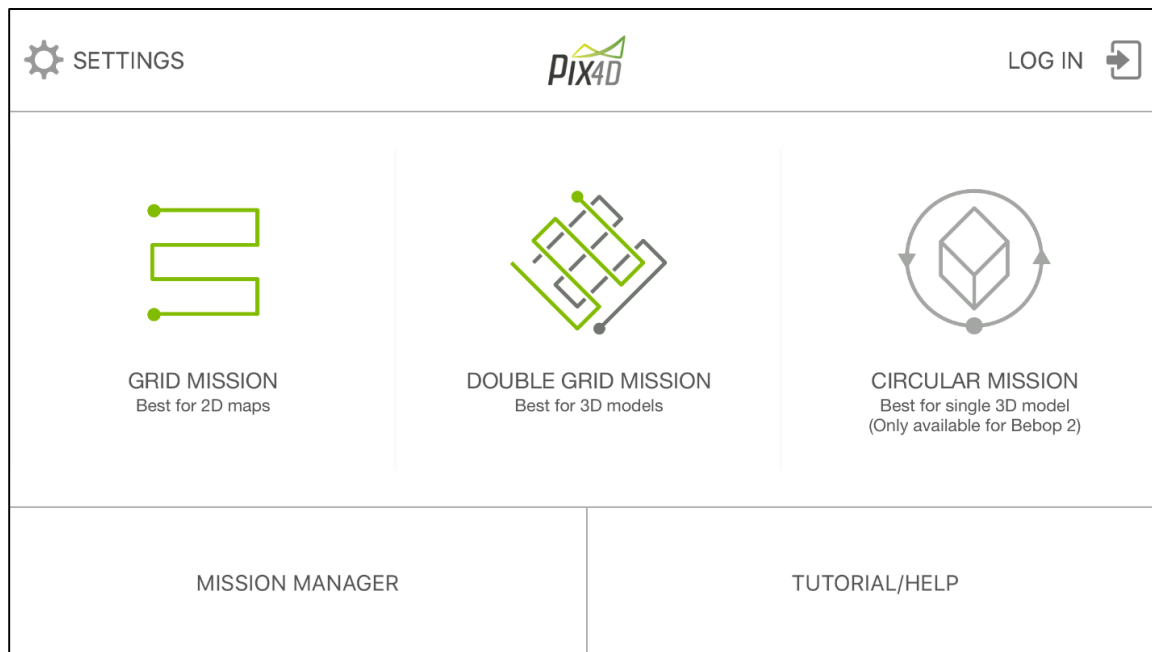 SETTINGS
PIX4D
LOG IN
GRID MISSION
Best for 2D maps
DOUBLE GRID MISSION
Best for 3D models
CIRCULAR MISSION
Best for single 3D model
(Only available for Bebop 2)
MISSION MANAGER
TUTORIAL/HELP